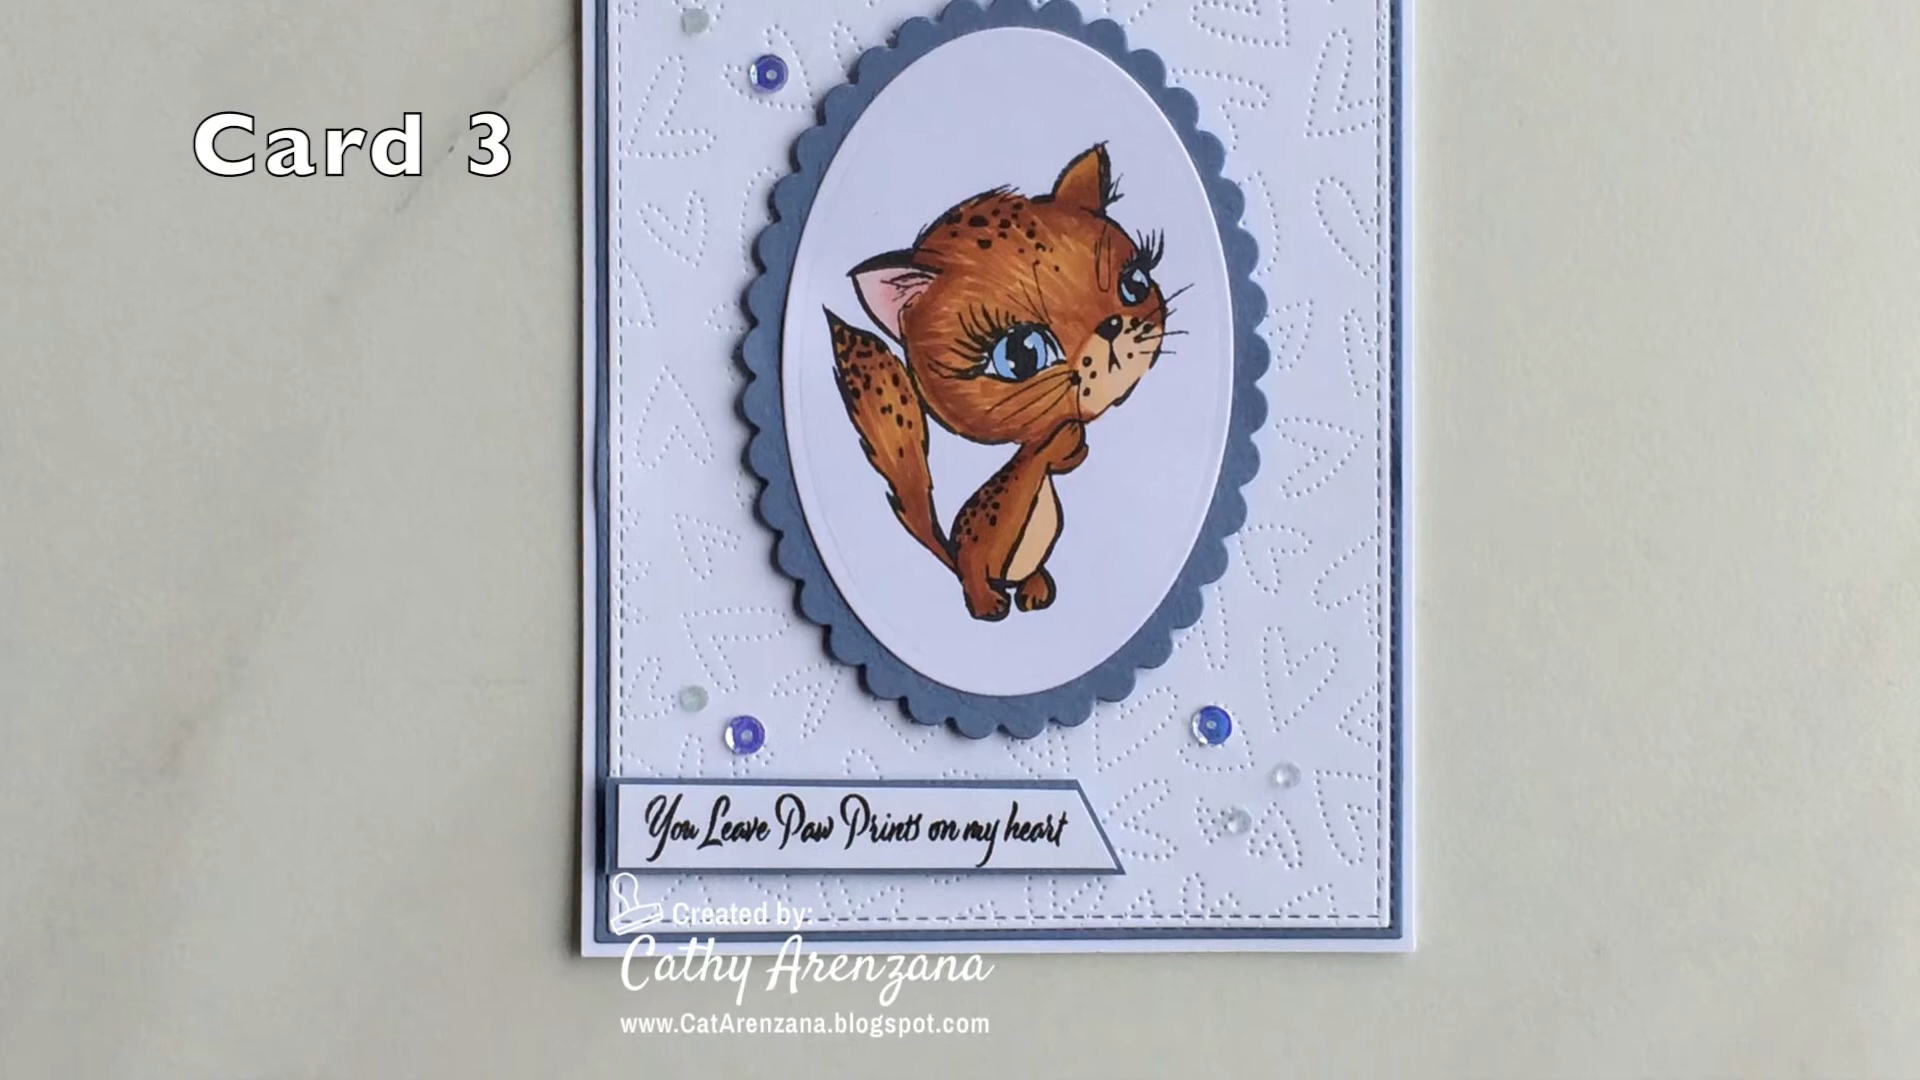 Card 3
You Leave Paw Prints on my heart
Created by:
Cathy Arenzana
www.CatArenzana.blogspot.com